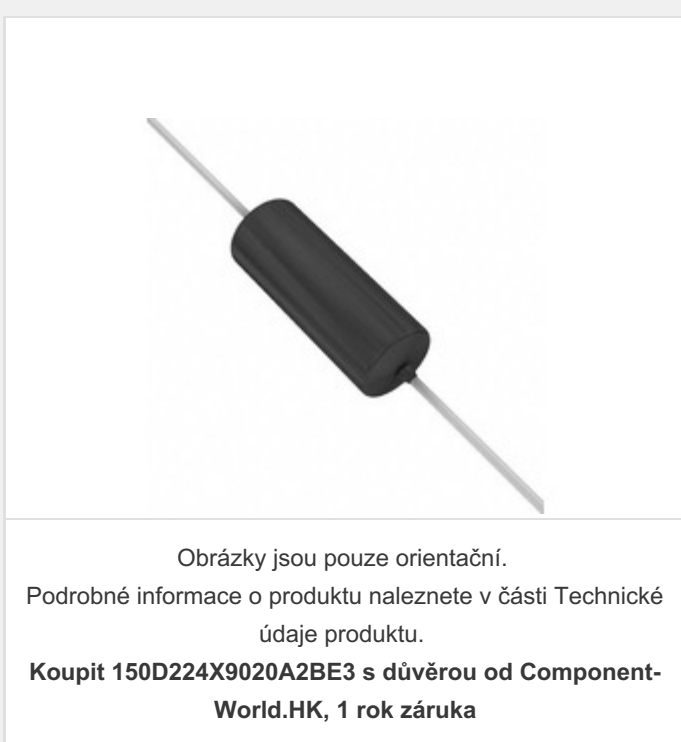 Obrázky jsou pouze orientační.
Podrobné informace o produktu naleznete v části Technické
údaje produktu.
Koupit 150D224X9020A2BE3 s důvěrou od Component-
World.HK, 1 rok záruka